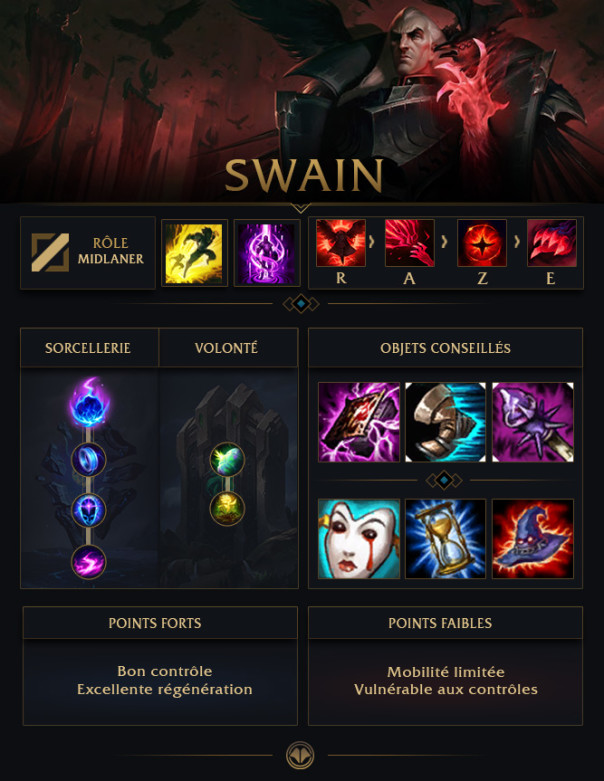 SWAIN
RÔLE
MIDLANER
R
A
Z
E
SORCELLERIE
VOLONTÉ
OBJETS CONSEILLÉS
POINTS FORTS
Bon contrôle
Excellente régénération
POINTS FAIBLES
Mobilité limitée
Vulnérable aux contrôles